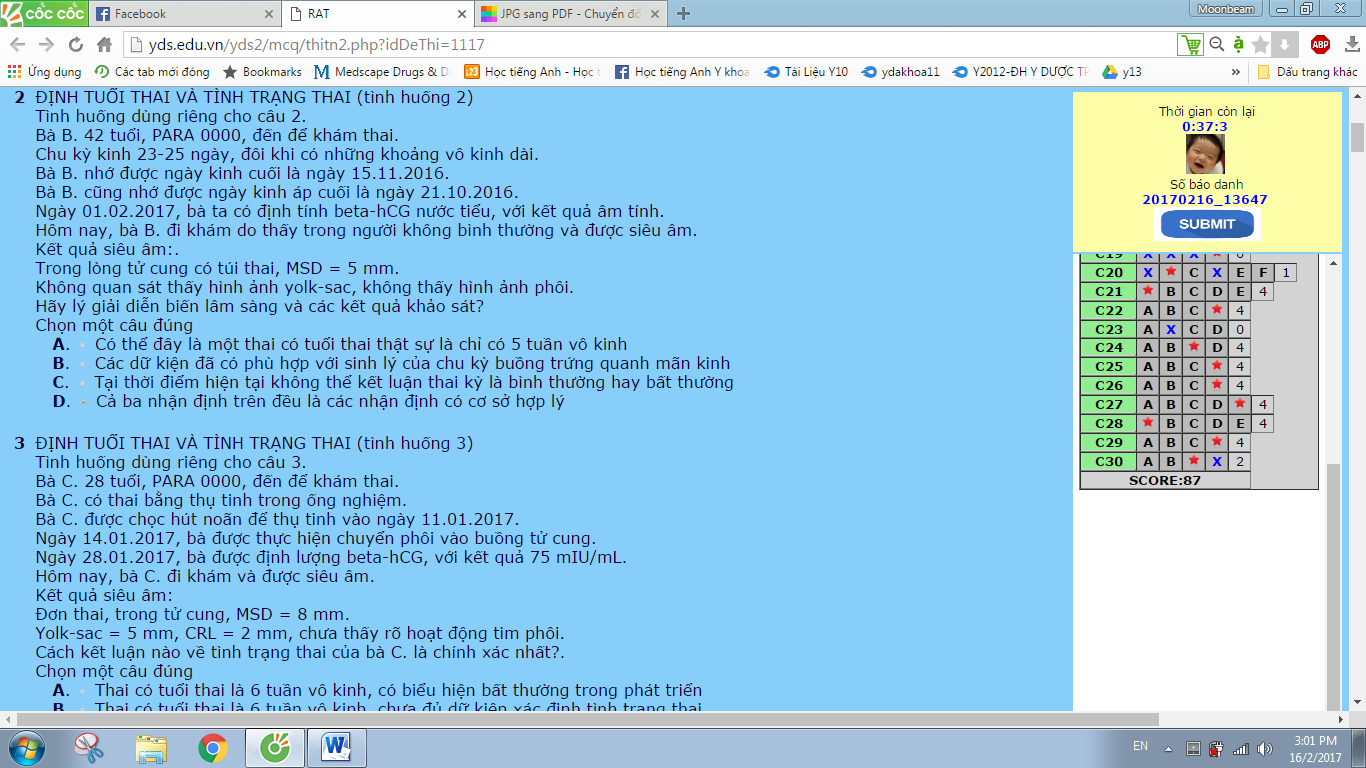 CỐC CỐC
Facebook
RAT
JPG sang PDF - Chuyển đổ
Moonbeam
yds.edu.vn/yds2/mcq/thitn2.php?idDeThi=1117
ABP
Ứng dụng
Các tab mới đóng
Bookmarks
Medscape Drugs & D
Học tiếng Anh - Học t
Học tiếng Anh Y khoa
Tài Liệu Y10
ydakhoa11
Y2012-ĐH Y DƯỢC TP
y13
»
Dấu trang khác
2 ĐỊNH TUỔI THAI VÀ TÌNH TRẠNG THAI (tình huống 2)
Tình huống dùng riêng cho câu 2.
Bà B. 42 tuổi, PARA 0000, đến để khám thai.
Chu kỳ kinh 23-25 ngày, đôi khi có những khoảng vô kinh dài.
Bà B. nhớ được ngày kinh cuối là ngày 15.11.2016.
Bà B. cũng nhớ được ngày kinh áp cuối là ngày 21.10.2016.
Ngày 01.02.2017, bà ta có định tính beta-hCG nước tiểu, với kết quả âm tính.
Hôm nay, bà B. đi khám do thấy trong người không bình thường và được siêu âm.
Kết quả siêu âm:.
Trong lòng tử cung có túi thai, MSD = 5 mm.
Không quan sát thấy hình ảnh yolk-sac, không thấy hình ảnh phôi.
Hãy lý giải diễn biến lâm sàng và các kết quả khảo sát?
Chọn một câu đúng
A. Có thể đây là một thai có tuổi thai thật sự là chỉ có 5 tuần vô kinh
B. Các dữ kiện đã có phù hợp với sinh lý của chu kỳ buồng trứng quanh mãn kinh
C. Tại thời điểm hiện tại không thể kết luận thai kỳ là bình thường hay bất thường
D. Cả ba nhận định trên đều là các nhận định có cơ sở hợp lý
3 ĐỊNH TUỔI THAI VÀ TÌNH TRẠNG THAI (tình huống 3)
Tình huống dùng riêng cho câu 3.
Bà C. 28 tuổi, PARA 0000, đến để khám thai.
Bà C. có thai bằng thụ tinh trong ống nghiệm.
Bà C. được chọc hút noãn để thụ tinh vào ngày 11.01.2017.
Ngày 14.01.2017, bà được thực hiện chuyển phôi vào buồng tử cung.
Ngày 28.01.2017, bà được định lượng beta-hCG, với kết quả 75 mIU/mL.
Hôm nay, bà C. đi khám và được siêu âm.
Kết quả siêu âm:
Đơn thai, trong tử cung, MSD = 8 mm.
Yolk-sac = 5 mm, CRL = 2 mm, chưa thấy rõ hoạt động tim phôi.
Cách kết luận nào về tình trạng thai của bà C. là chính xác nhất?.
Chọn một câu đúng
A. Thai có tuổi thai là 6 tuần vô kinh, có biểu hiện bất thường trong phát triển
B. Thai có tuổi thai là 6 tuần vô kinh, chưa đủ dữ kiện xác định tình trạng thai
Thời gian còn lại
0:37:3
Số báo danh
20170216_13647
SUBMIT
C19 X X X ★ 0
C20 X ★ C X E F 1
C21 ★ B C D E 4
C22 A B C ★ 4
C23 A X C D 0
C24 A B ★ D 4
C25 A B C ★ 4
C26 A B C ★ 4
C27 A B C D ★ 4
C28 ★ B C D E 4
C29 A B C ★ 4
C30 A B ★ X 2
SCORE:87
EN
3:01 PM
16/2/2017